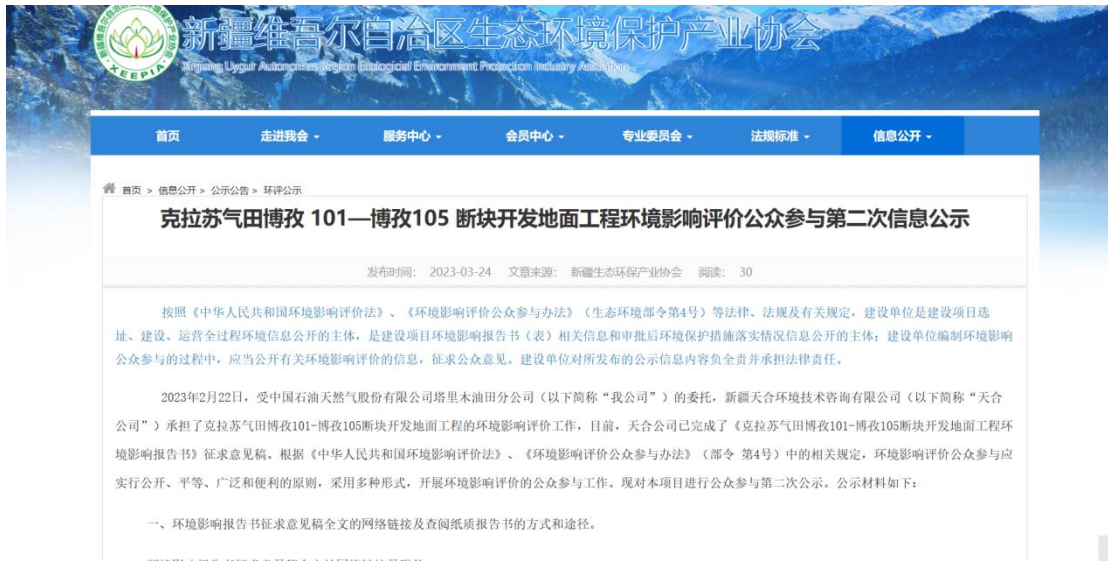 新疆维吾尔自治区生态环境保护产业协会
Xinjiang Uygur Autonomous Region Ecological Environment Protection Industry
XEEPIA
首页 走进我会 服务中心 会员中心 专业委员会 法规标准 信息公开
首页 > 信息公开 > 公示公告 > 环评公示
克拉苏气田博孜 101—博孜105 断块开发地面工程环境影响评价公众参与第二次信息公示
发布时间: 2023-03-24 文章来源: 新疆生态环保产业协会 阅读: 30
按照《中华人民共和国环境影响评价法》、《环境影响评价公众参与办法》（生态环境部令第4号）等法律、法规及有关规定，建设单位是建设项目选
址、建设、运营全过程环境信息公开的主体，是建设项目环境影响报告书（表）相关信息和审批后环境保护措施落实情况信息公开的主体；建设单位编制环境影响
公众参与的过程中，应当公开有关环境影响评价的信息，征求公众意见。建设单位对所发布的公示信息内容负全责并承担法律责任。
2023年2月22日，受中国石油天然气股份有限公司塔里木油田分公司（以下简称“我公司”）的委托，新疆天合环境技术咨询有限公司（以下简称“天合
公司”）承担了克拉苏气田博孜101-博孜105断块开发地面工程的环境影响评价工作，目前，天合公司已完成了《克拉苏气田博孜101-博孜105断块开发地面工程环
境影响报告书》征求意见稿。根据《中华人民共和国环境影响评价法》、《环境影响评价公众参与办法》（部令 第4号）中的相关规定，环境影响评价公众参与应
实行公开、平等、广泛和便利的原则，采用多种形式，开展环境影响评价的公众参与工作。现对本项目进行公众参与第二次公示。公示材料如下：
一、环境影响报告书征求意见稿全文的网络链接及查阅纸质报告书的方式和途径。